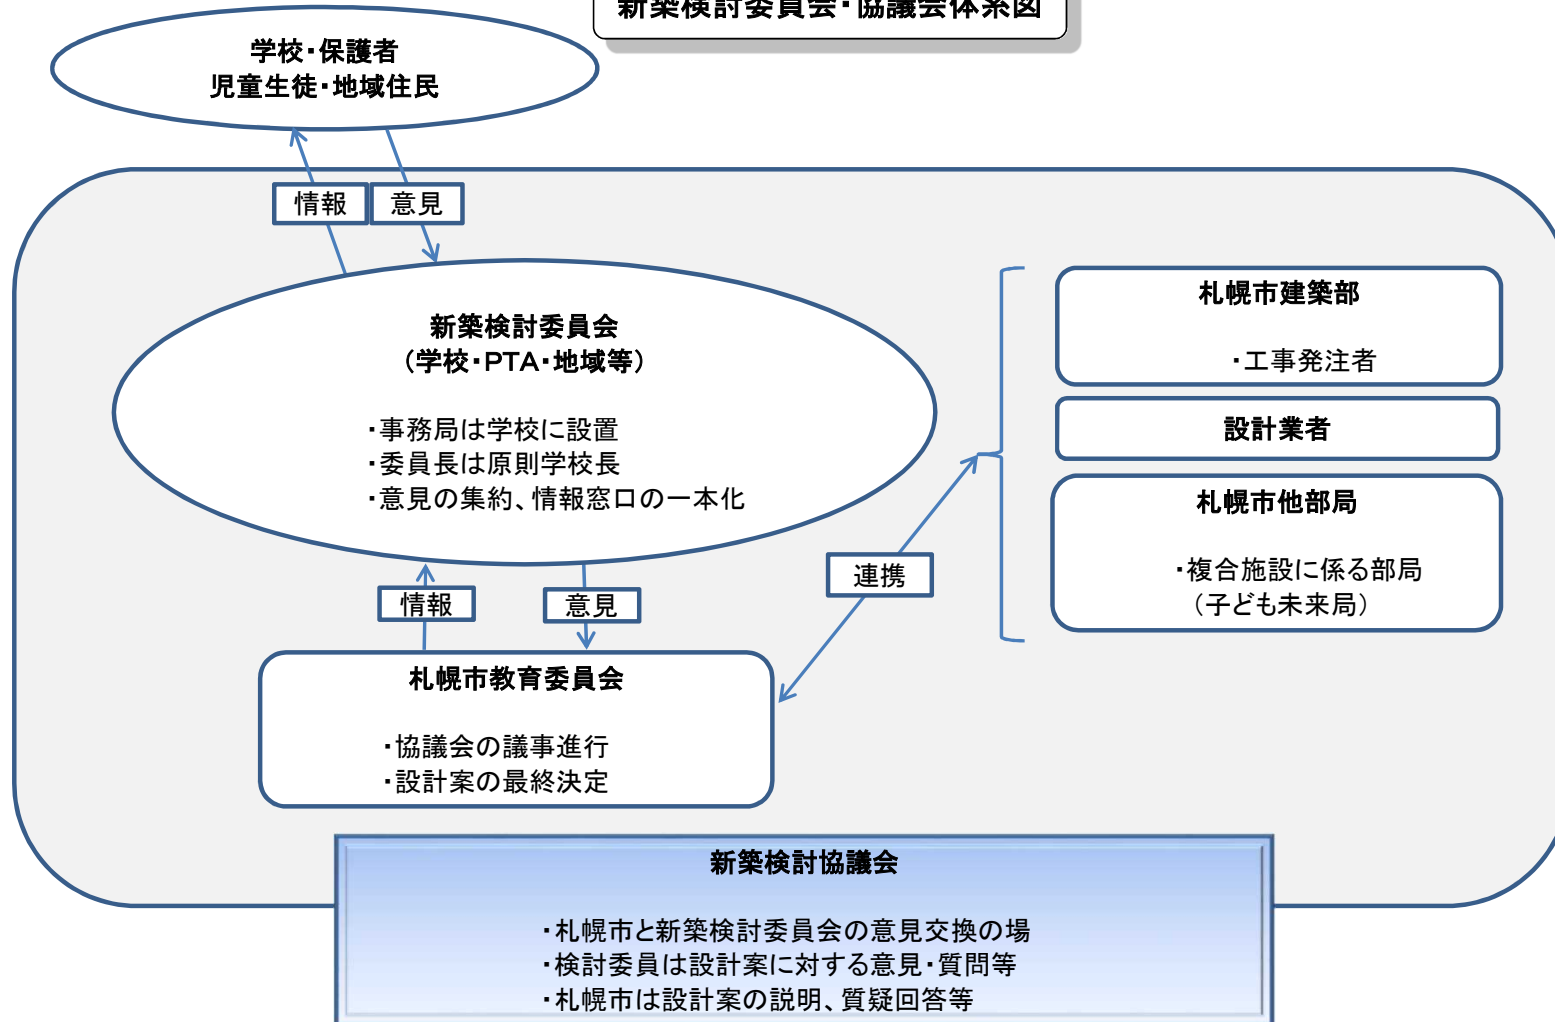 新築検討委員会・協議会体系図
学校・保護者
児童生徒・地域住民
情報
意見
新築検討委員会
（学校・PTA・地域等）
・事務局は学校に設置
・委員長は原則学校長
・意見の集約、情報窓口の一本化
情報
意見
連携
札幌市教育委員会
・協議会の議事進行
・設計案の最終決定
札幌市建築部
・工事発注者
設計業者
札幌市他部局
・複合施設に係る部局
（子ども未来局）
新築検討協議会
・札幌市と新築検討委員会の意見交換の場
・検討委員は設計案に対する意見・質問等
・札幌市は設計案の説明、質疑回答等